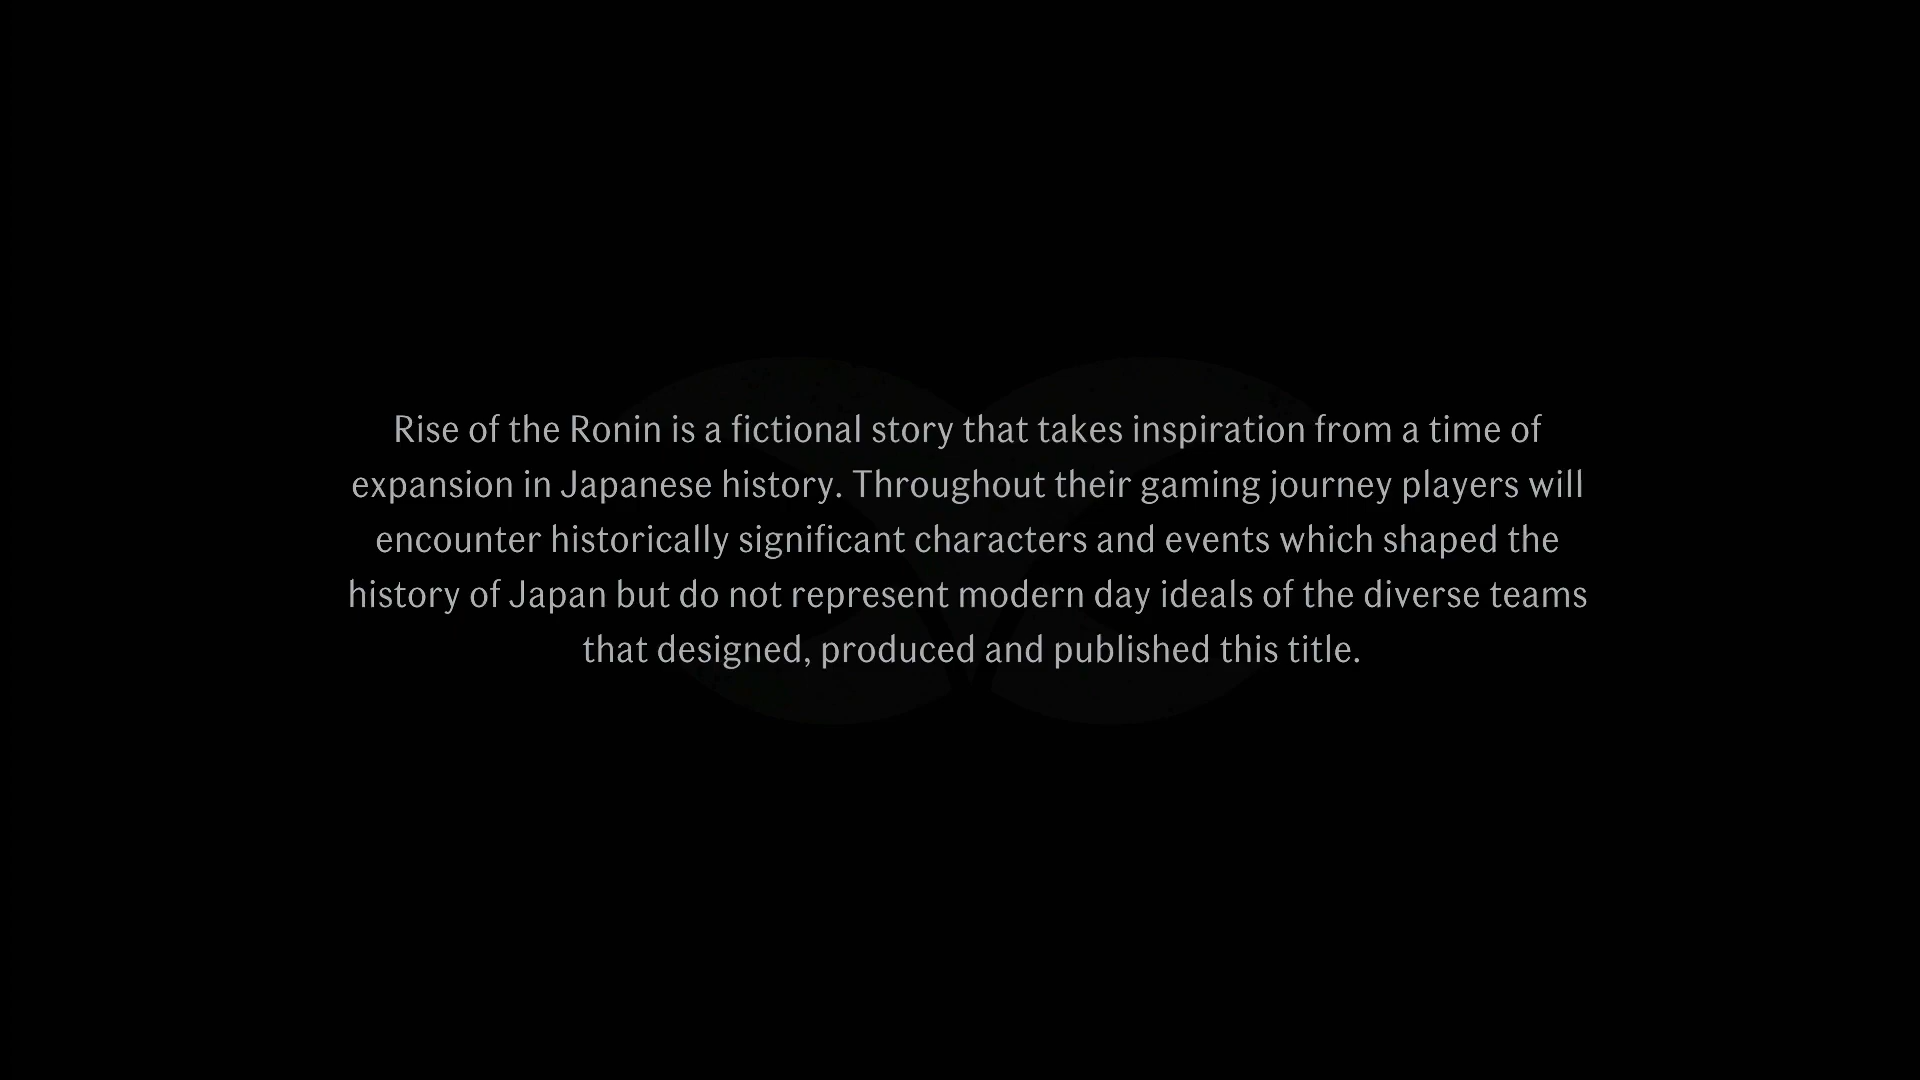 Rise of the Ronin is a fictional story that takes inspiration from a time of
expansion in Japanese history. Throughout their gaming journey players will
encounter historically significant characters and events which shaped the
history of Japan but do not represent modern day ideals of the diverse teams
that designed, produced and published this title.